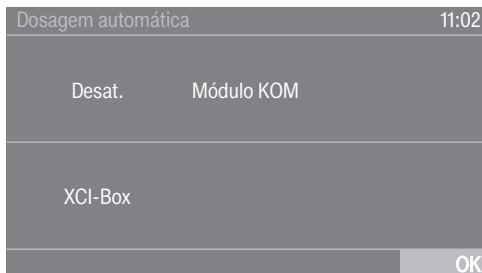 Dosagem automática 11:02
Desat. Módulo KOM
XCI-Box
OK